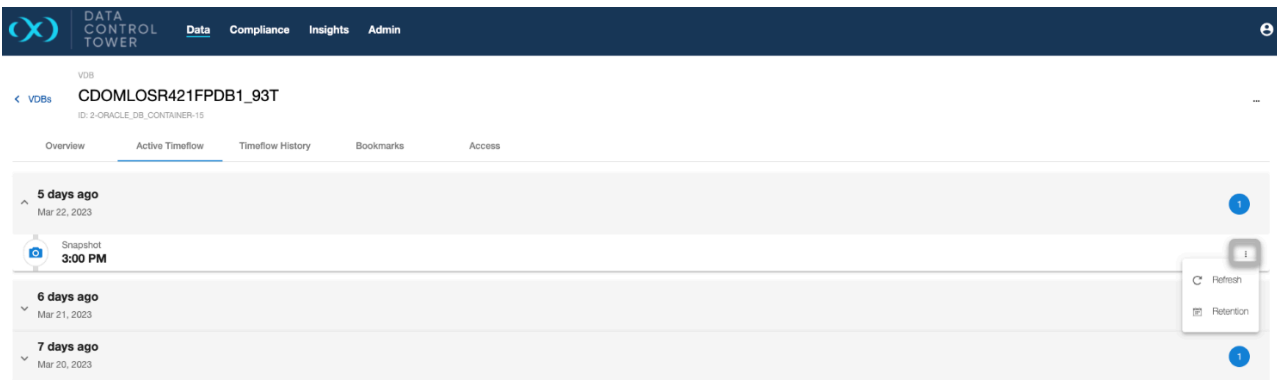 DATA
CONTROL
TOWER
Data Compliance Insights Admin
VDB
VDBs
CDOMLOSR421FPDB1_93T
...
ID: 2-ORACLE_DB_CONTAINER-15
Overview Active Timeflow Timeflow History Bookmarks Access
5 days ago
Mar 22, 2023
1
Snapshot
3:00 PM
Refresh
6 days ago
Mar 21, 2023
Retention
7 days ago
Mar 20, 2023
1